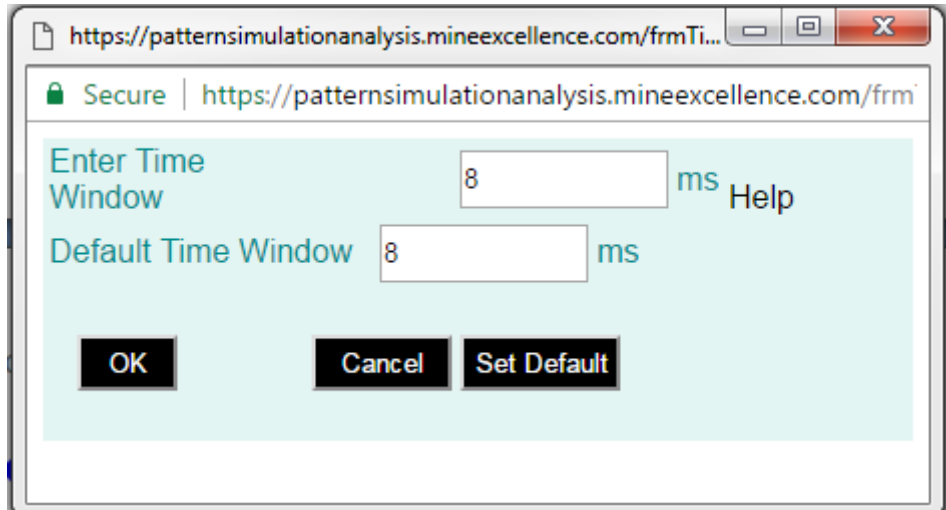 https://patternsimulationanalysis.mineexcellence.com/frmTi...
Secure | https://patternsimulationanalysis.mineexcellence.com/frm
Enter Time
Window 8 ms Help
Default Time Window 8 ms
OK Cancel Set Default